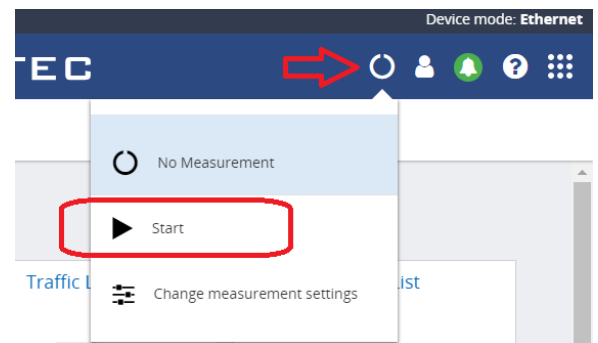 Device mode: Ethernet
TEC
No Measurement
Start
Traffic L
ist
Change measurement settings